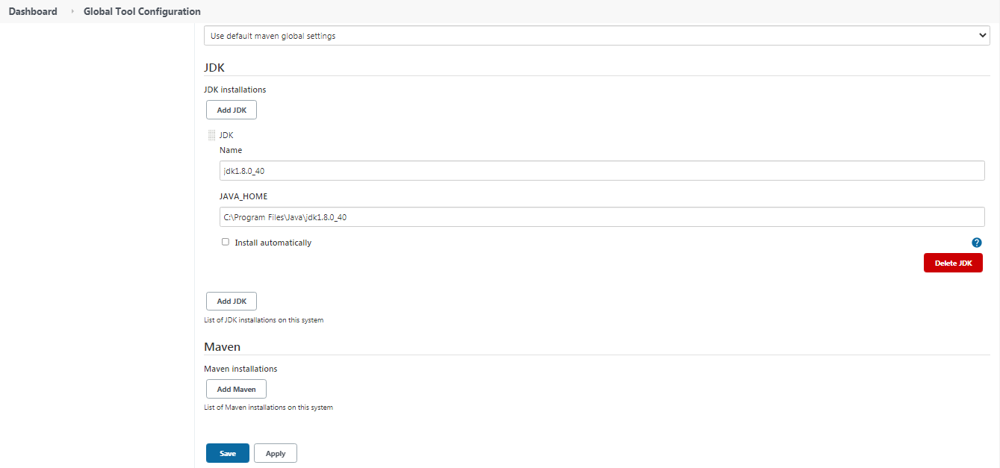 Dashboard › Global Tool Configuration
Use default maven global settings
JDK
JDK installations
Add JDK
JDK
Name
jdk1.8.0_40
JAVA_HOME
C:\Program Files\Java\jdk1.8.0_40
Install automatically ?
Delete JDK
Add JDK
List of JDK installations on this system
Maven
Maven installations
Add Maven
List of Maven installations on this system
Save Apply